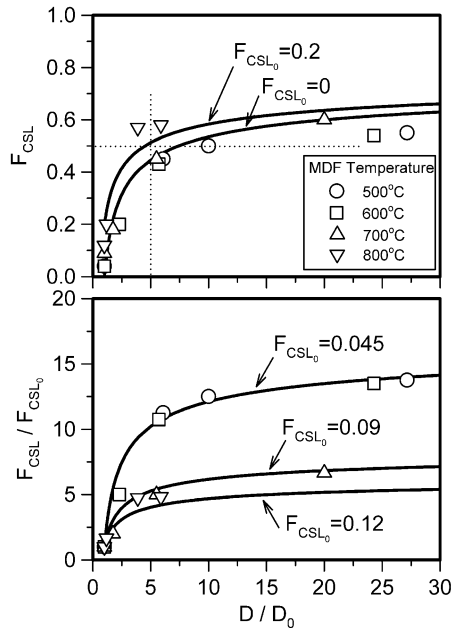 1.0
0.8
0.6
0.4
0.2
0.0
F_CSL
F_CSL₀=0.2
F_CSL₀=0
MDF Temperature
500°C
600°C
700°C
800°C
20
15
10
5
0
F_CSL / F_CSL₀
F_CSL₀=0.045
F_CSL₀=0.09
F_CSL₀=0.12
0 5 10 15 20 25 30
D / D₀